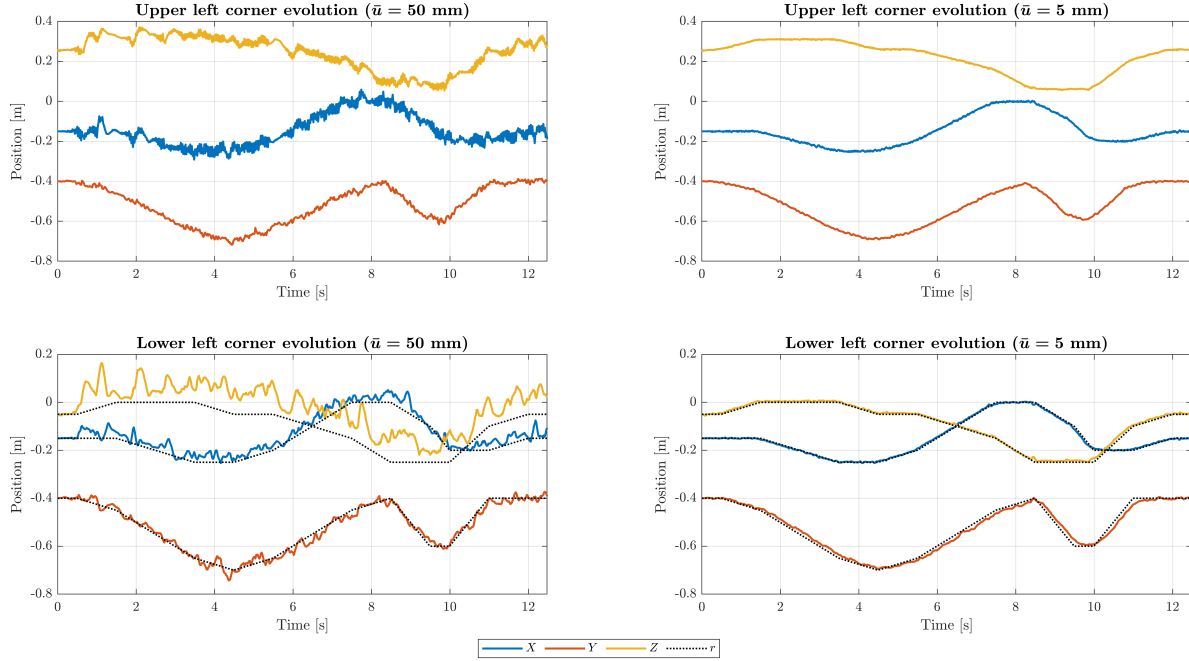 Upper left corner evolution (ū = 50 mm)
0.4
0.2
0
-0.2
-0.4
-0.6
-0.8
Position [m]
0 2 4 6 8 10 12
Time [s]
Upper left corner evolution (ū = 5 mm)
0.4
0.2
0
-0.2
-0.4
-0.6
-0.8
Position [m]
0 2 4 6 8 10 12
Time [s]
Lower left corner evolution (ū = 50 mm)
0.2
0
-0.2
-0.4
-0.6
-0.8
Position [m]
0 2 4 6 8 10 12
Time [s]
Lower left corner evolution (ū = 5 mm)
0.2
0
-0.2
-0.4
-0.6
-0.8
Position [m]
0 2 4 6 8 10 12
Time [s]
X Y Z r